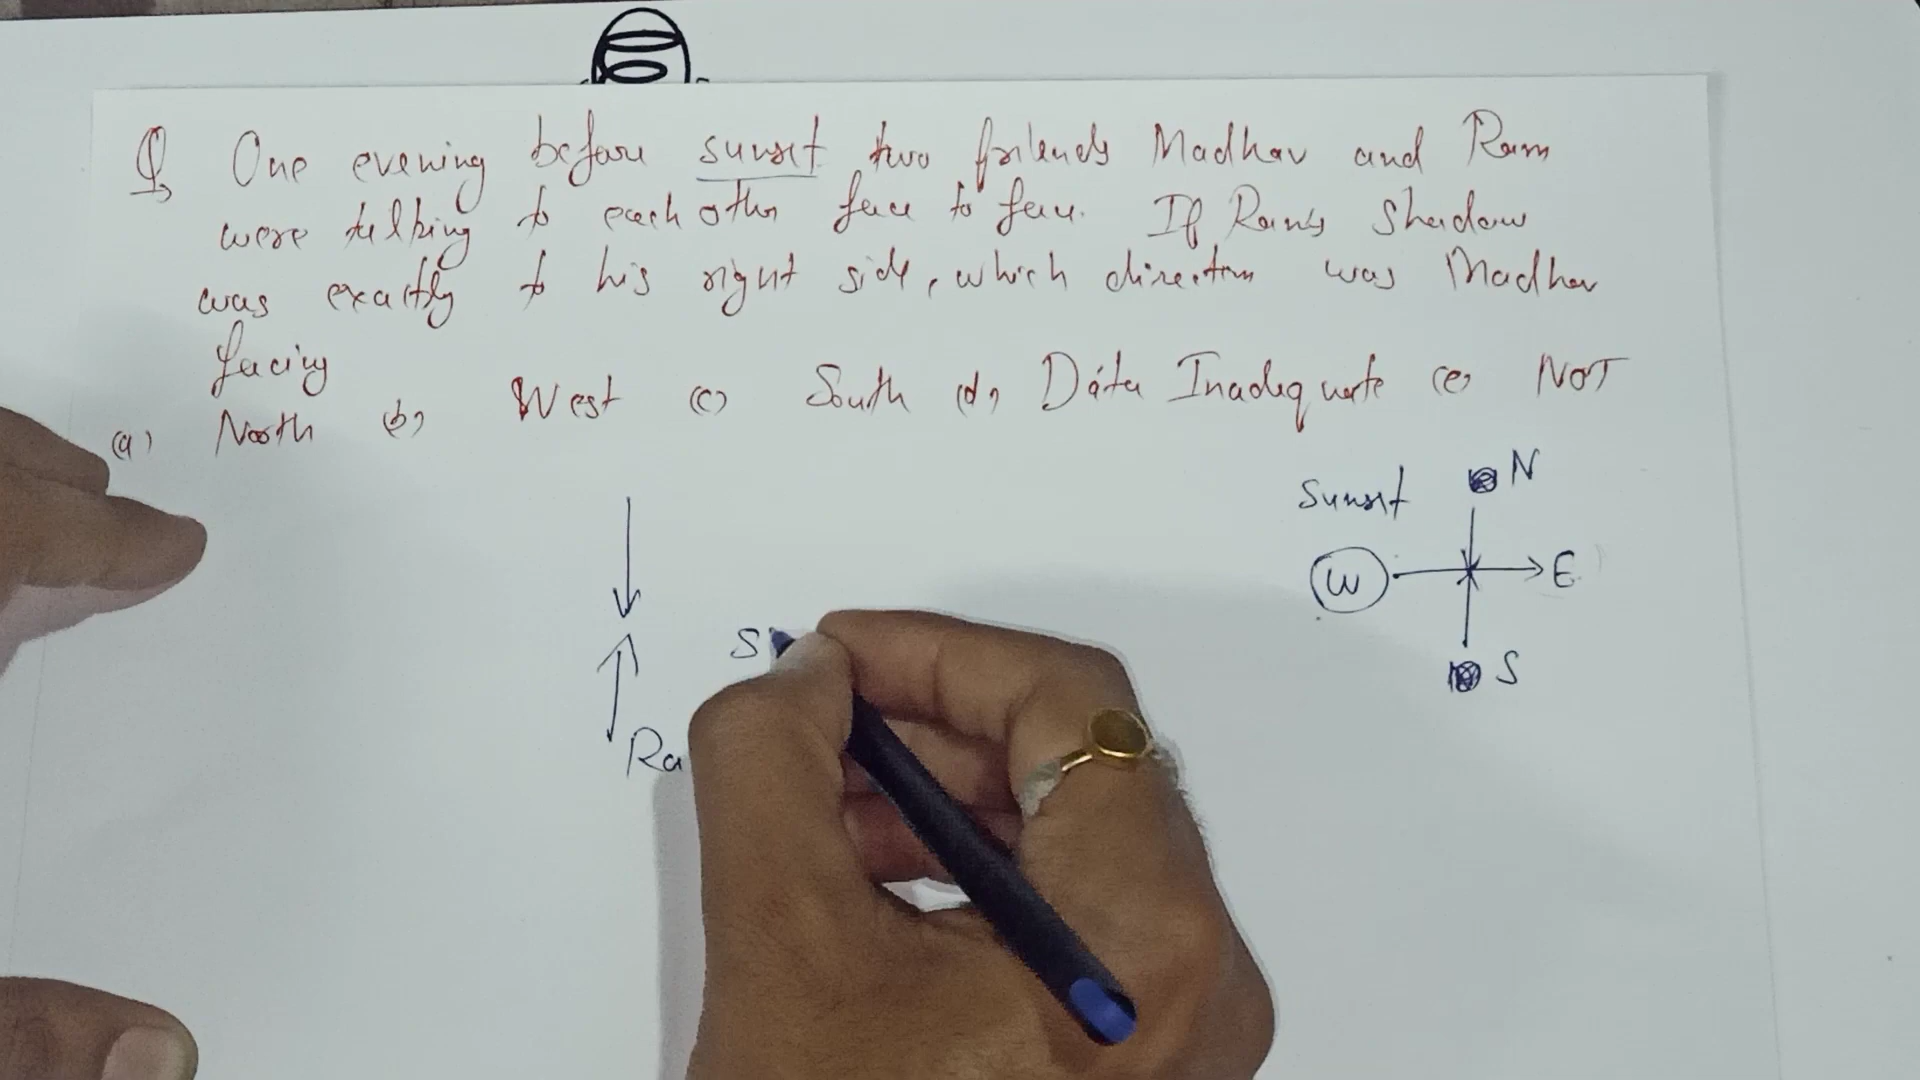 Q, One evening before sunset two friends Madhav and Ram
were talking to each other face to face. If Ram's Shadow
was exactly to his right side, which direction was Madhav
facing
(a) North (b) West (c) South (d) Data Inadequate (e) NOT
Sunset N
W E
S
S
Ra